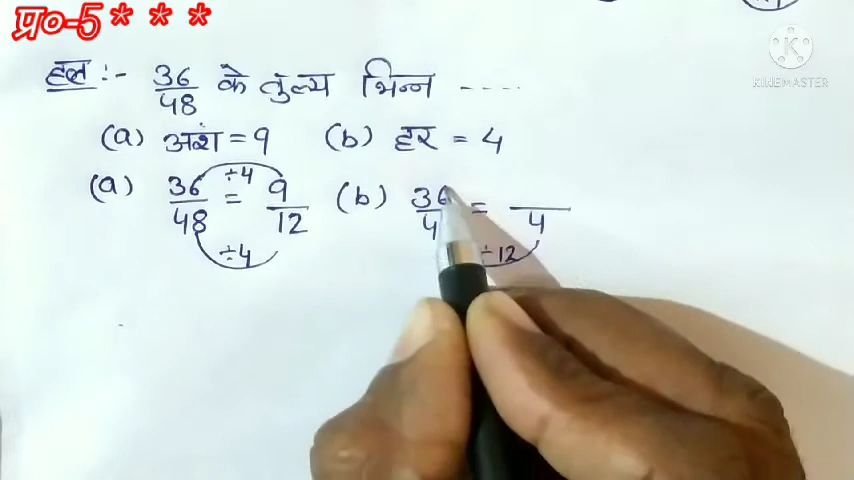 प्र०-5***
KINEMASTER
हल :- 36/48 के तुल्य भिन्न ----
(a) अंश = 9 (b) हर = 4
(a) 36/48 = 9/12 (b) 36/4 = /4
÷4
÷4 ÷12